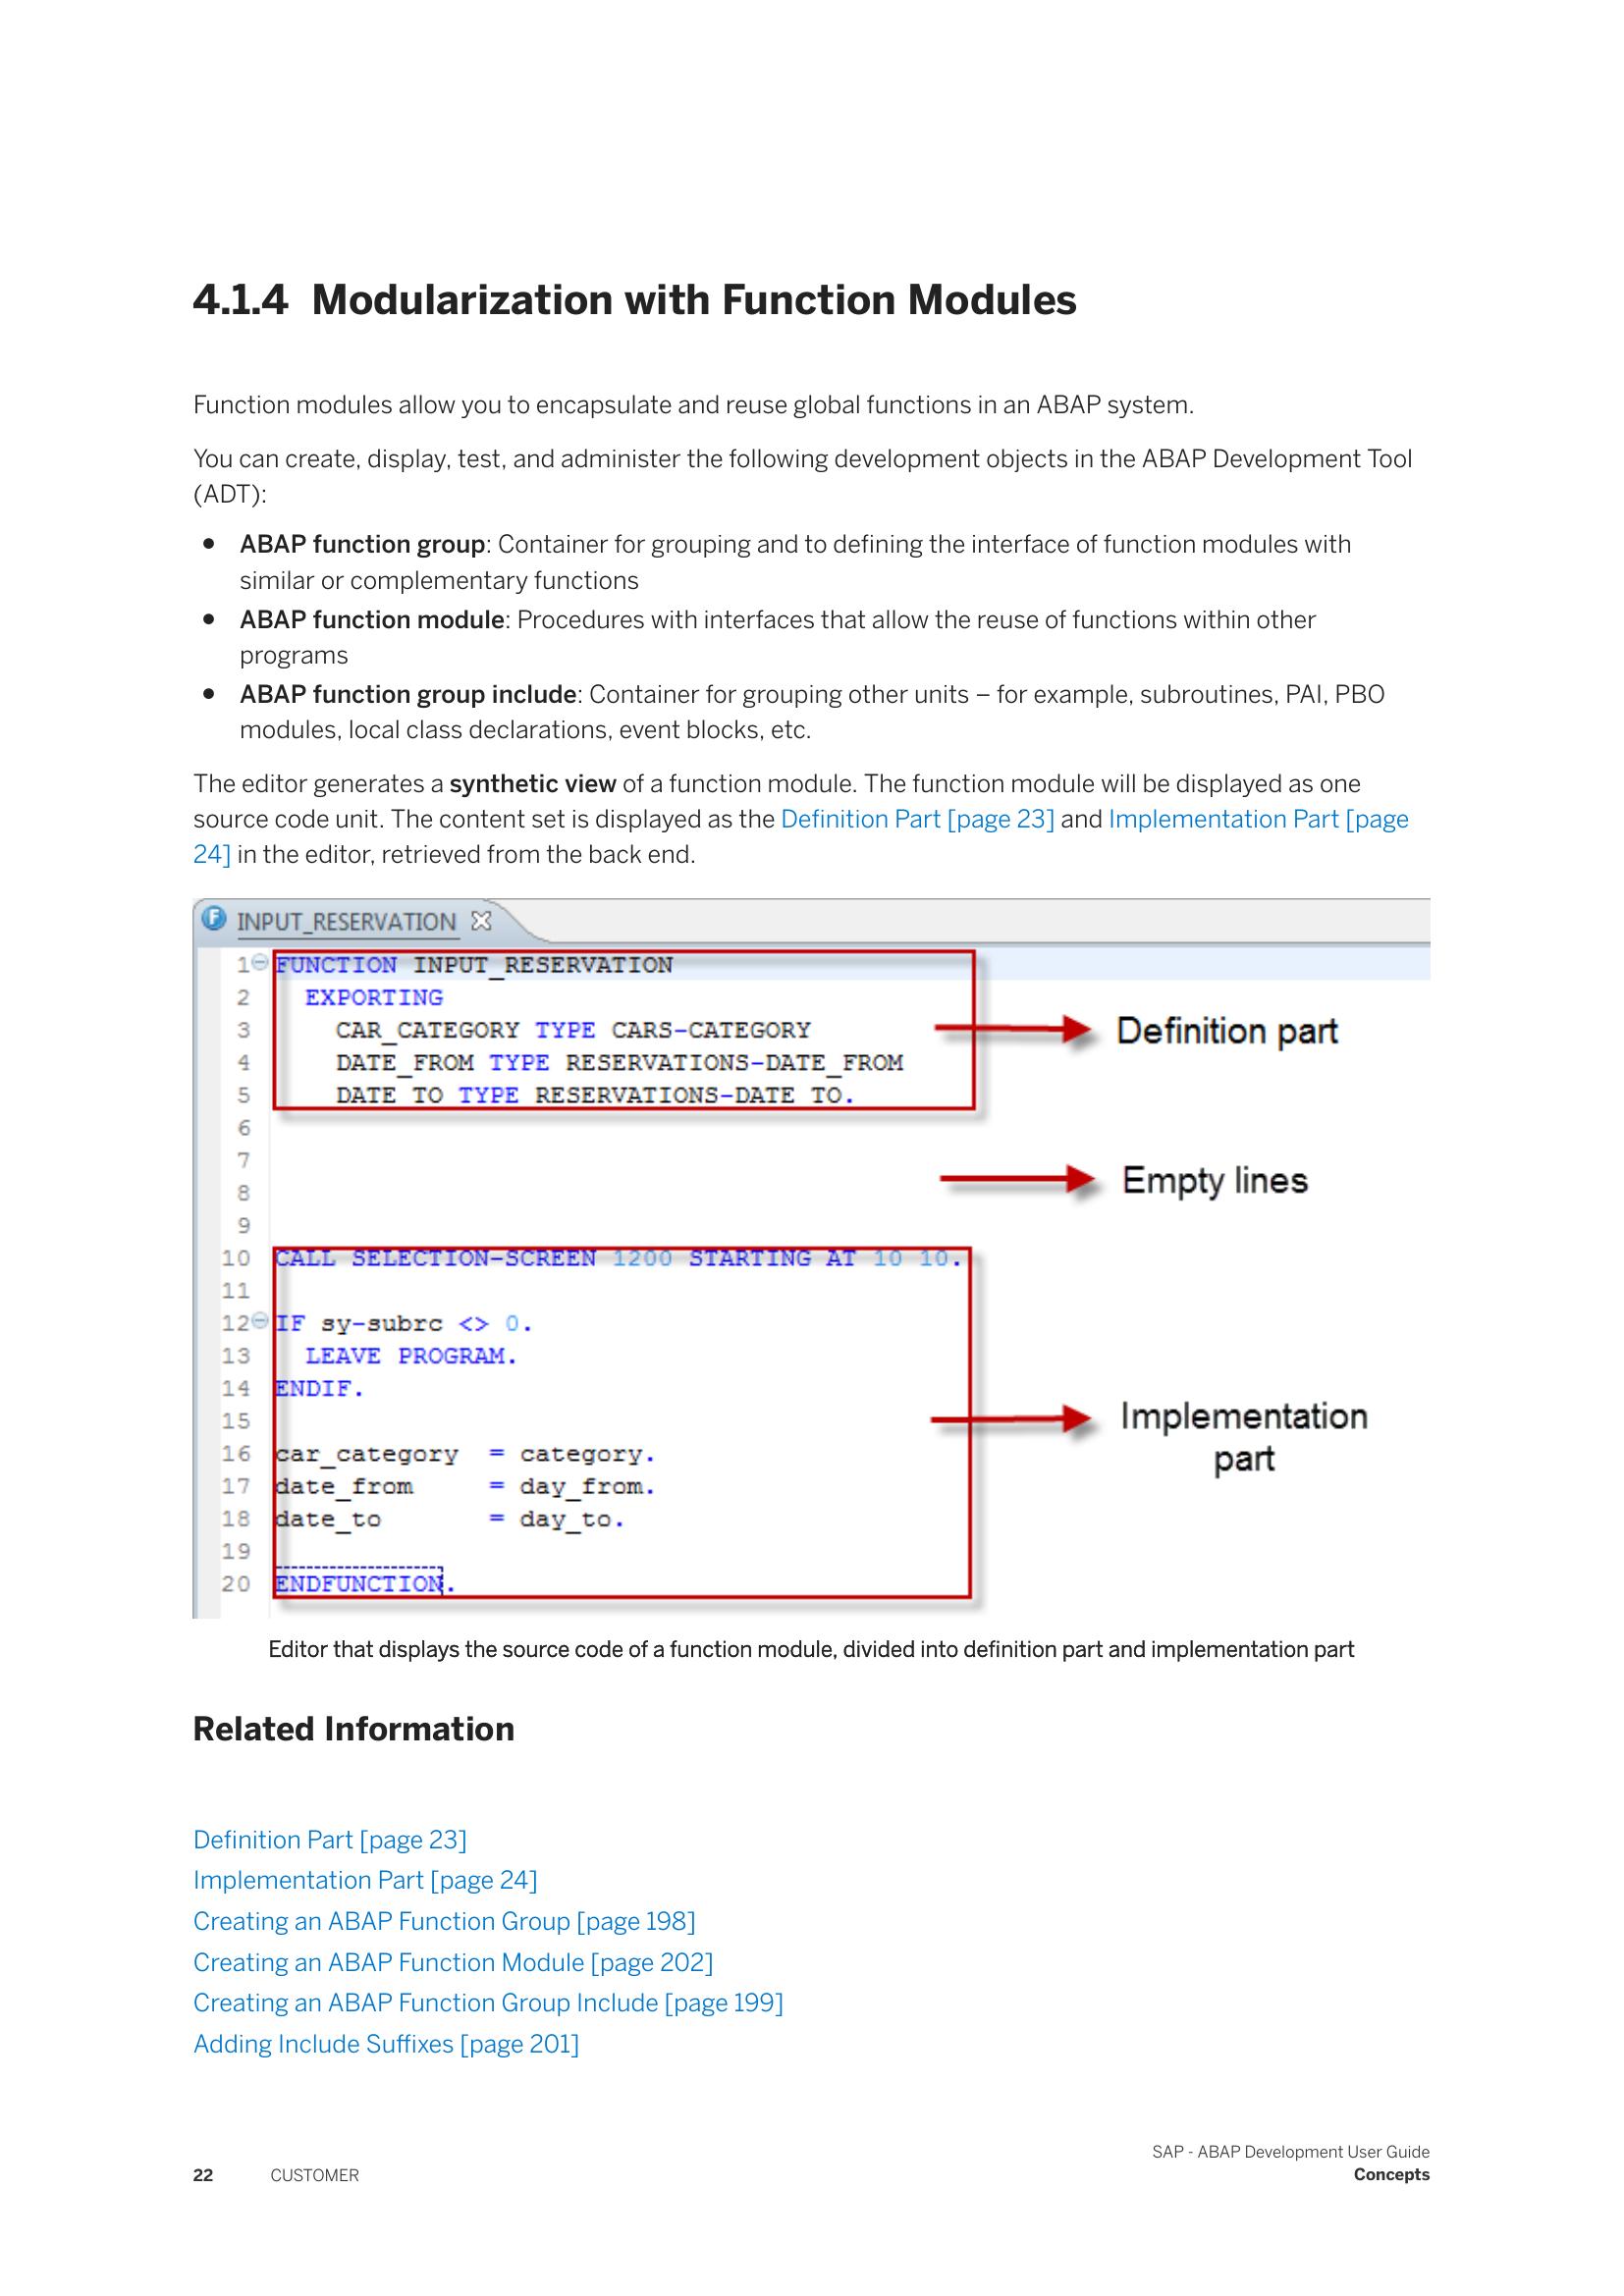 4.1.4 Modularization with Function Modules
Function modules allow you to encapsulate and reuse global functions in an ABAP system.
You can create, display, test, and administer the following development objects in the ABAP Development Tool
(ADT):
● ABAP function group: Container for grouping and to defining the interface of function modules with
similar or complementary functions
● ABAP function module: Procedures with interfaces that allow the reuse of functions within other
programs
● ABAP function group include: Container for grouping other units – for example, subroutines, PAI, PBO
modules, local class declarations, event blocks, etc.
The editor generates a synthetic view of a function module. The function module will be displayed as one
source code unit. The content set is displayed as the Definition Part [page 23] and Implementation Part [page
24] in the editor, retrieved from the back end.
F INPUT_RESERVATION
1 FUNCTION INPUT_RESERVATION
2 EXPORTING
3 CAR_CATEGORY TYPE CARS-CATEGORY
Definition part
4 DATE_FROM TYPE RESERVATIONS-DATE_FROM
5 DATE_TO TYPE RESERVATIONS-DATE_TO.
6
7
Empty lines
8
9
10 CALL SELECTION-SCREEN 1200 STARTING AT 10 10.
11
12 IF sy-subrc <> 0.
13 LEAVE PROGRAM.
14 ENDIF.
15
Implementation
part
16 car_category = category.
17 date_from = day_from.
18 date_to = day_to.
19
20 ENDFUNCTION.
Editor that displays the source code of a function module, divided into definition part and implementation part
Related Information
Definition Part [page 23]
Implementation Part [page 24]
Creating an ABAP Function Group [page 198]
Creating an ABAP Function Module [page 202]
Creating an ABAP Function Group Include [page 199]
Adding Include Suffixes [page 201]
SAP - ABAP Development User Guide
22 CUSTOMER Concepts